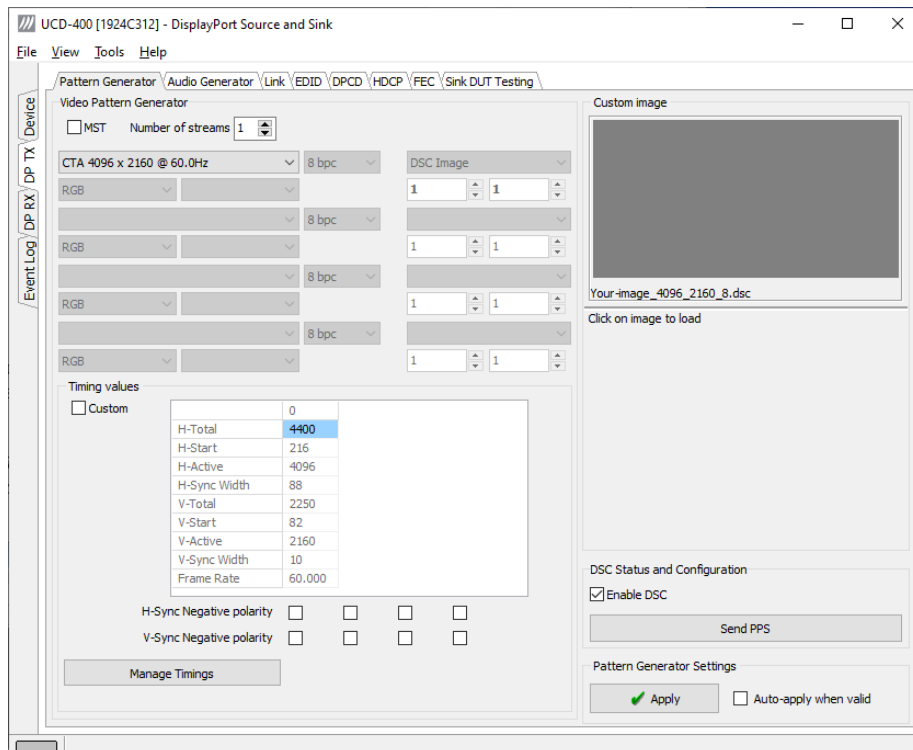 UCD-400 [1924C312] - DisplayPort Source and Sink
File View Tools Help
Device
DP TX
DP RX
Event Log
Pattern Generator Audio Generator Link EDID DPCD HDCP FEC Sink DUT Testing
Video Pattern Generator
MST Number of streams 1
CTA 4096 x 2160 @ 60.0Hz 8 bpc DSC Image
RGB 1 1
8 bpc
RGB 1 1
8 bpc
RGB 1 1
8 bpc
RGB 1 1
Timing values
Custom
0
H-Total 4400
H-Start 216
H-Active 4096
H-Sync Width 88
V-Total 2250
V-Start 82
V-Active 2160
V-Sync Width 10
Frame Rate 60.000
H-Sync Negative polarity
V-Sync Negative polarity
Manage Timings
Custom image
Your-image_4096_2160_8.dsc
Click on image to load
DSC Status and Configuration
Enable DSC
Send PPS
Pattern Generator Settings
Apply Auto-apply when valid